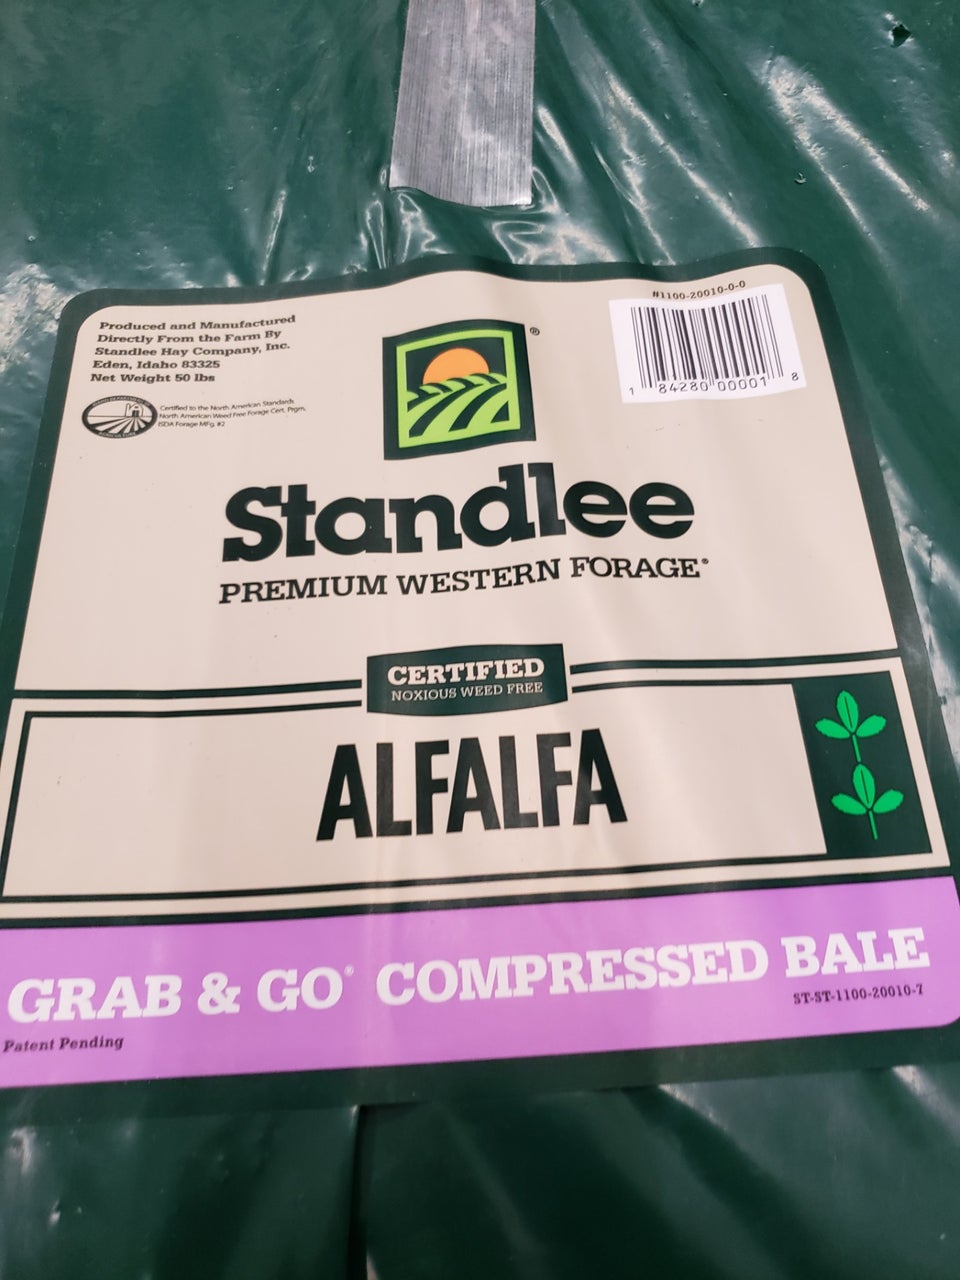 Produced and Manufactured
Directly From the Farm By
Standlee Hay Company, Inc.
Eden, Idaho 83325
Net Weight 50 lbs
Certified to the North American Standards
North American Weed Free Forage Cert. Prgm.
ISDA Forage Mfg. #2
#1100-20010-0-0
1 84280 00001 8
®
Standlee
PREMIUM WESTERN FORAGE®
CERTIFIED
NOXIOUS WEED FREE
ALFALFA
GRAB & GO® COMPRESSED BALE
ST-ST-1100-20010-7
Patent Pending